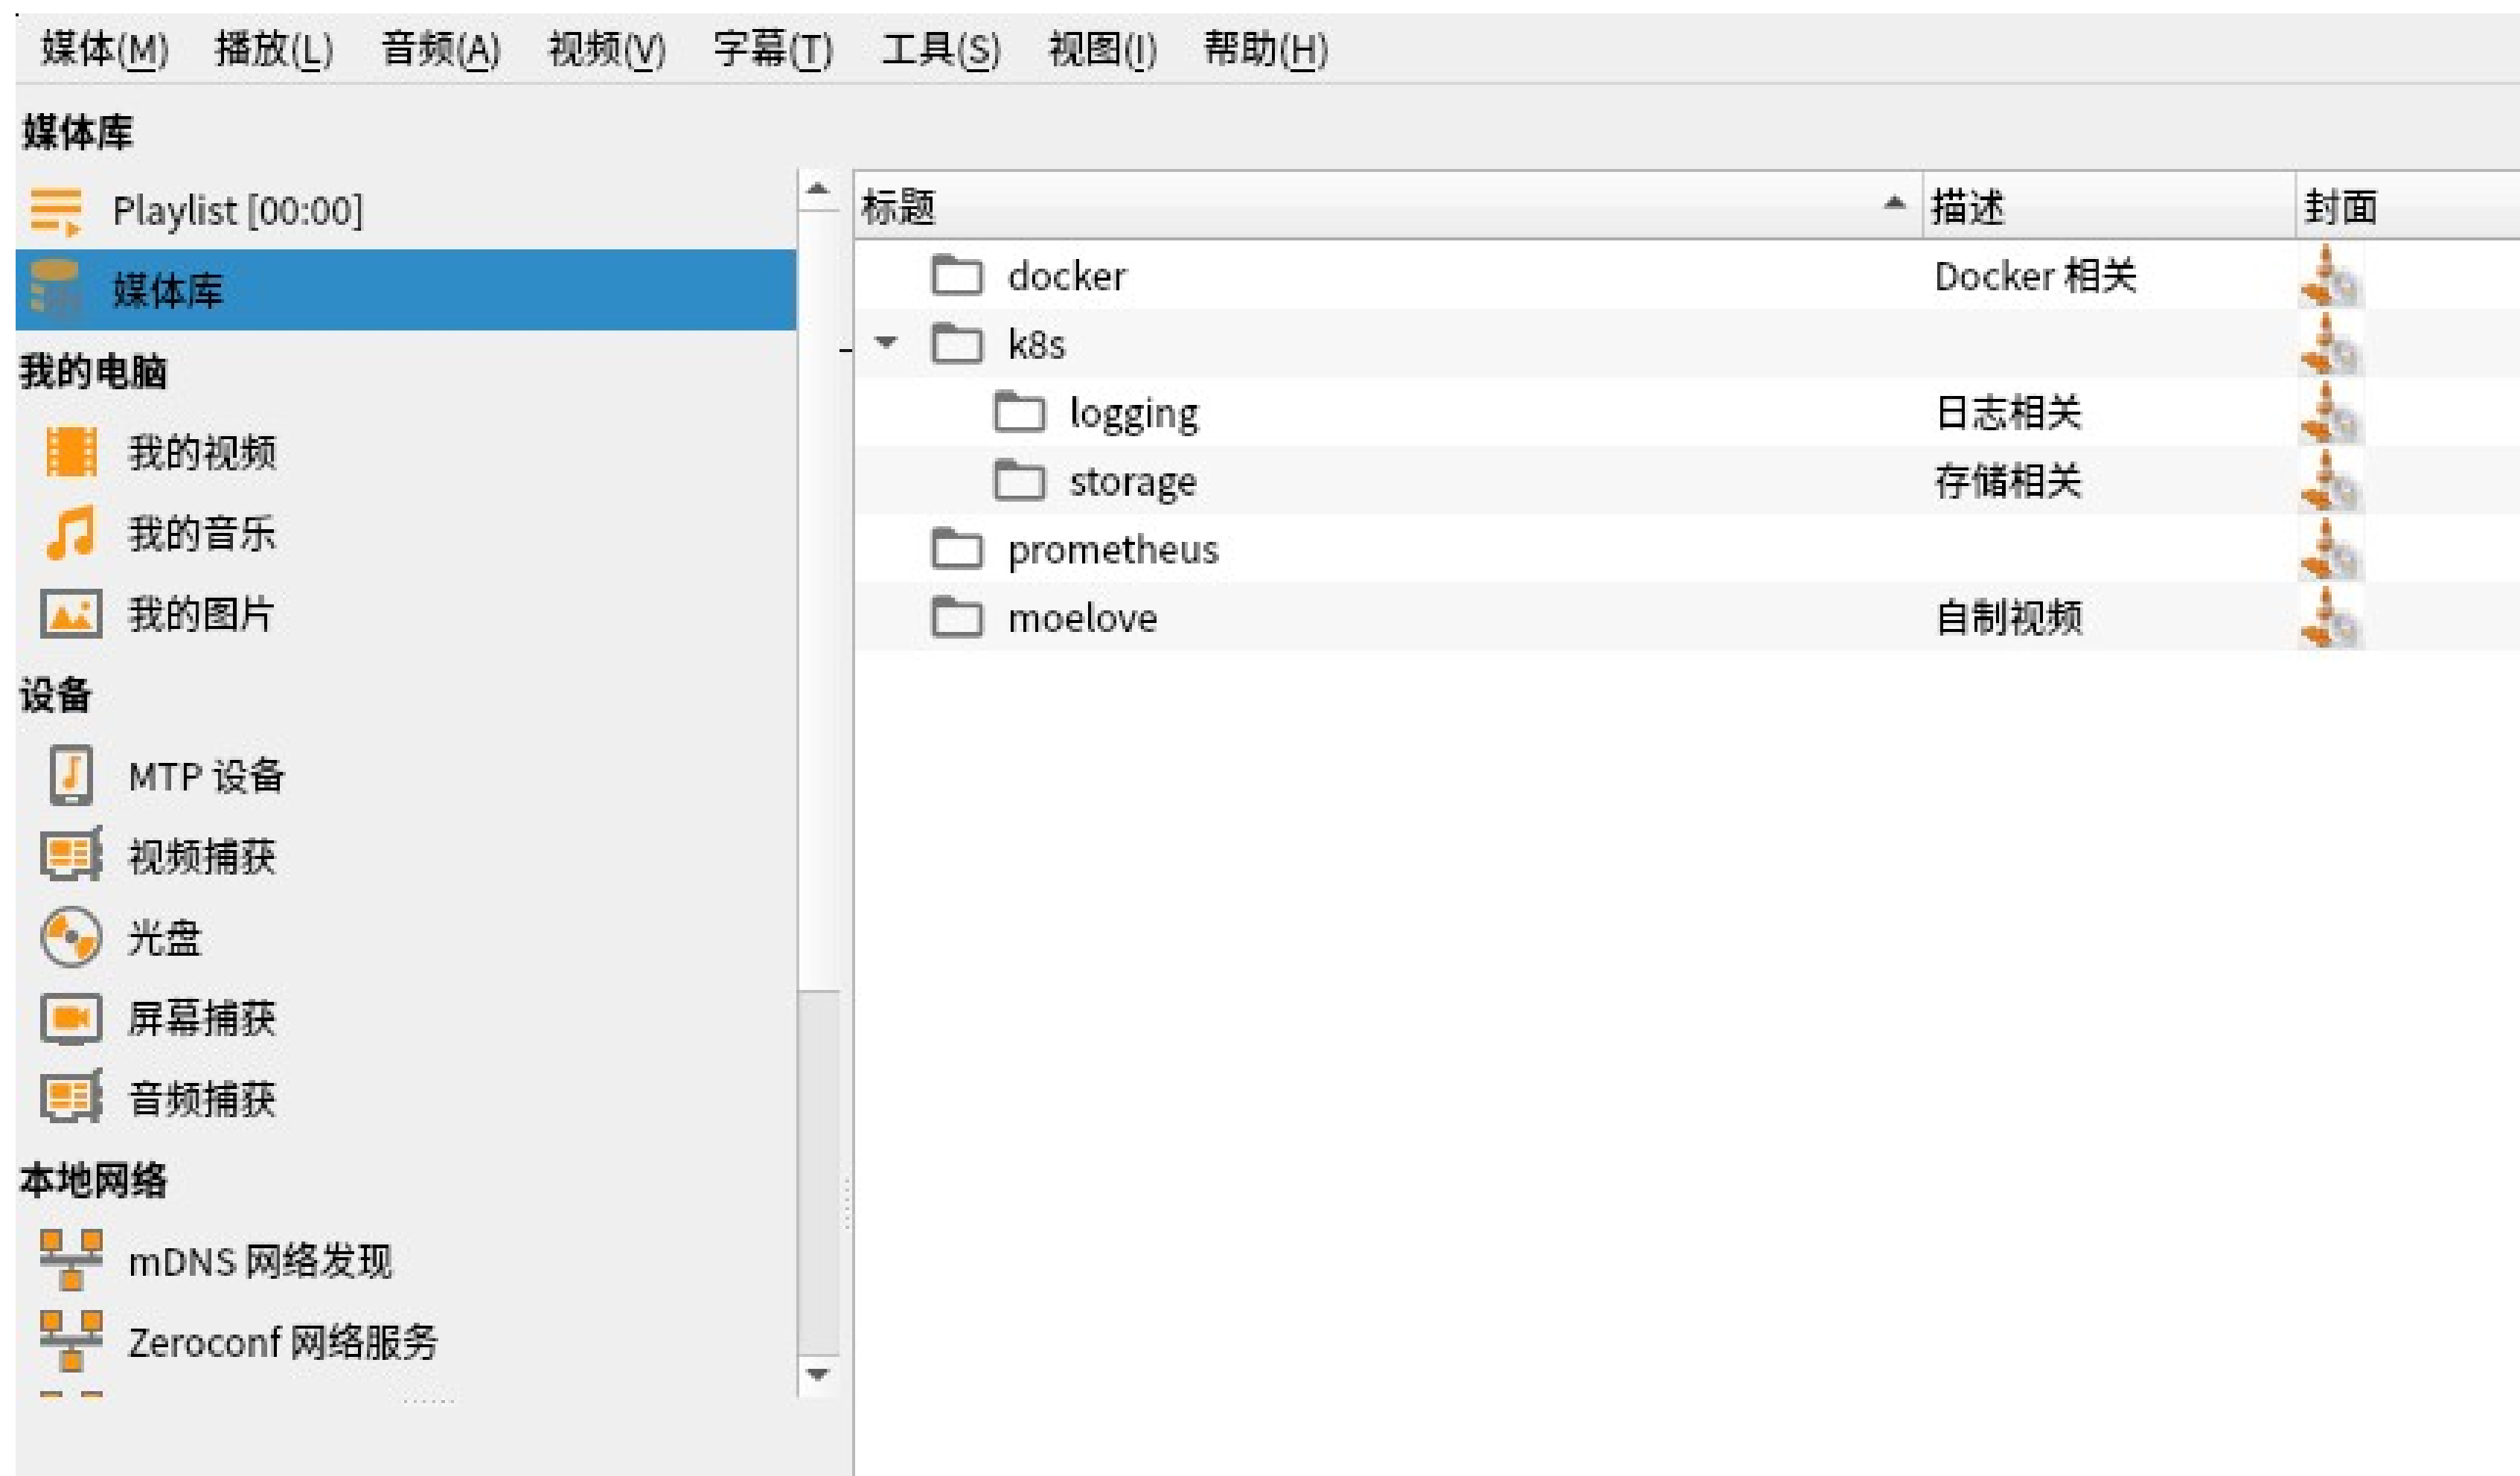 媒体(M) 播放(L) 音频(A) 视频(V) 字幕(T) 工具(S) 视图(I) 帮助(H)
媒体库
Playlist [00:00]
媒体库
我的电脑
我的视频
我的音乐
我的图片
设备
MTP 设备
视频捕获
光盘
屏幕捕获
音频捕获
本地网络
mDNS 网络发现
Zeroconf 网络服务
标题 描述 封面
docker Docker 相关
k8s
logging 日志相关
storage 存储相关
prometheus
moelove 自制视频